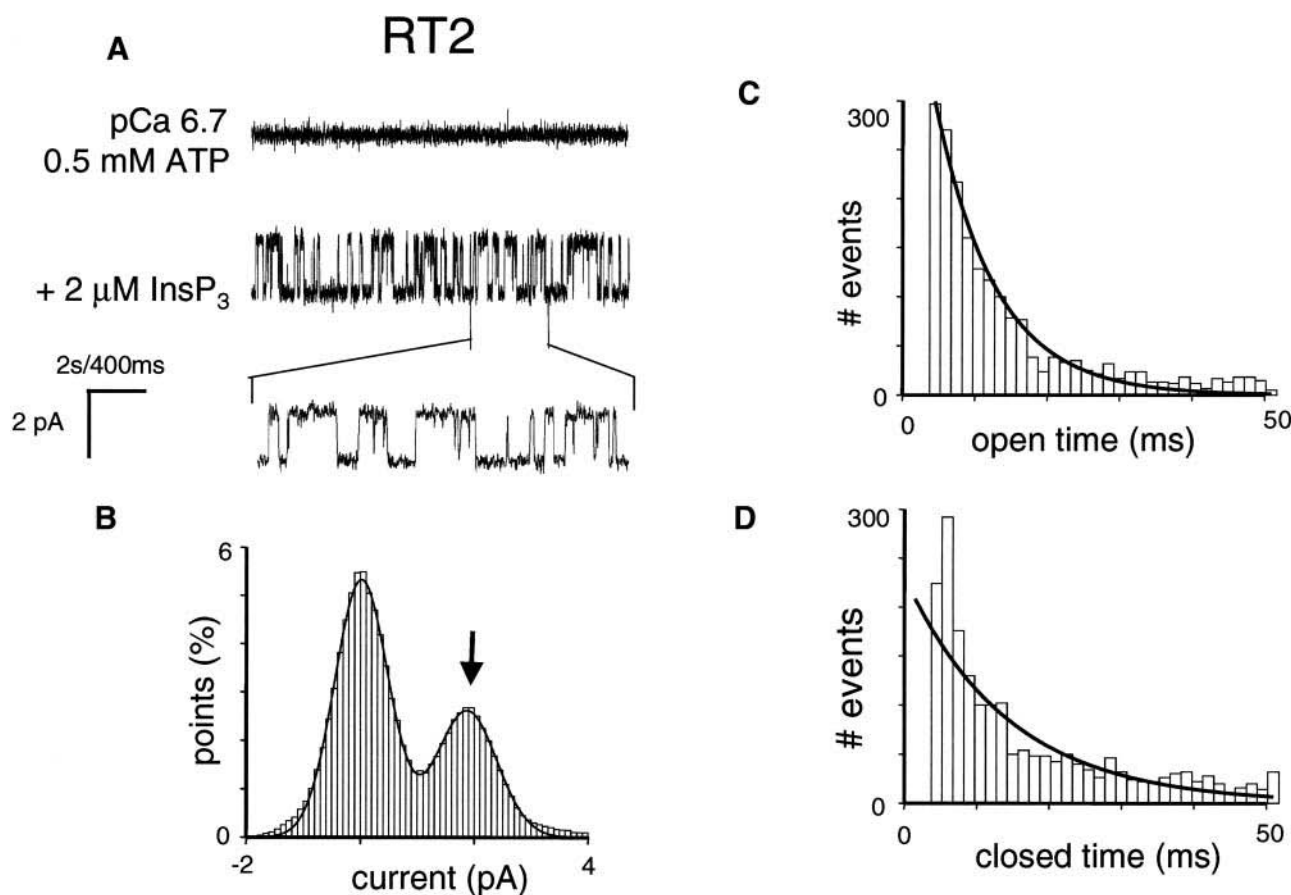 RT2
A
pCa 6.7
0.5 mM ATP
+ 2 μM InsP₃
2s/400ms
2 pA
B
6
points (%)
0
-2
current (pA)
4
C
300
# events
0
0
open time (ms)
50
D
300
# events
0
0
closed time (ms)
50